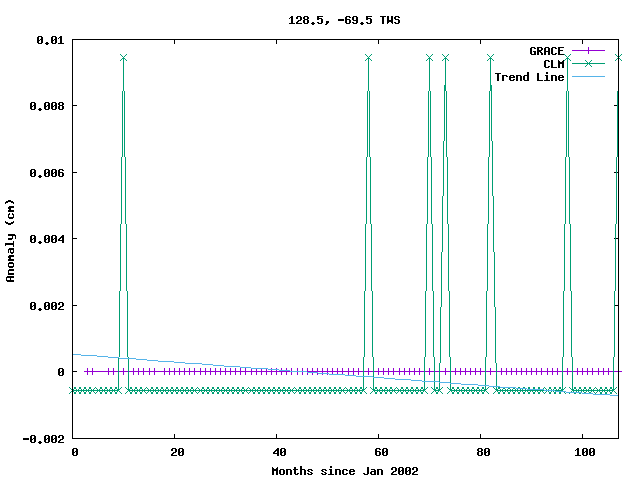 128.5, -69.5 TWS
GRACE
CLM
Trend Line
0.01
0.008
0.006
0.004
0.002
0
-0.002
Anomaly (cm)
0 20 40 60 80 100
Months since Jan 2002